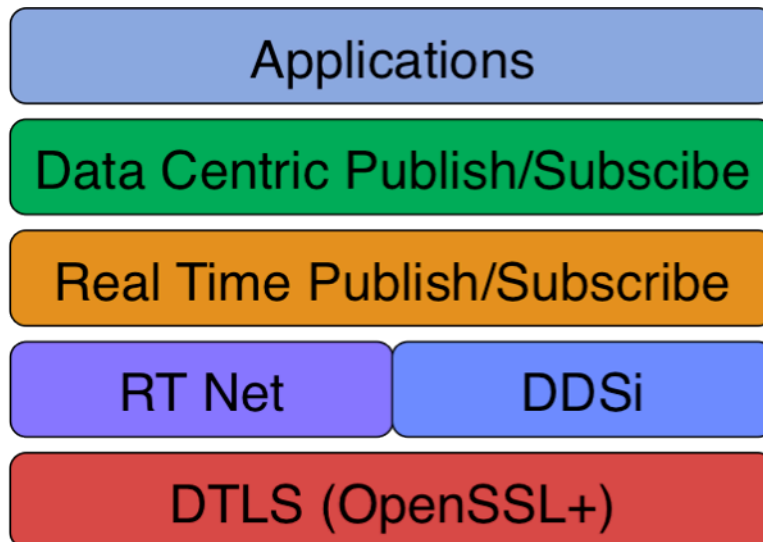 Applications
Data Centric Publish/Subscibe
Real Time Publish/Subscribe
RT Net
DDSi
DTLS (OpenSSL+)